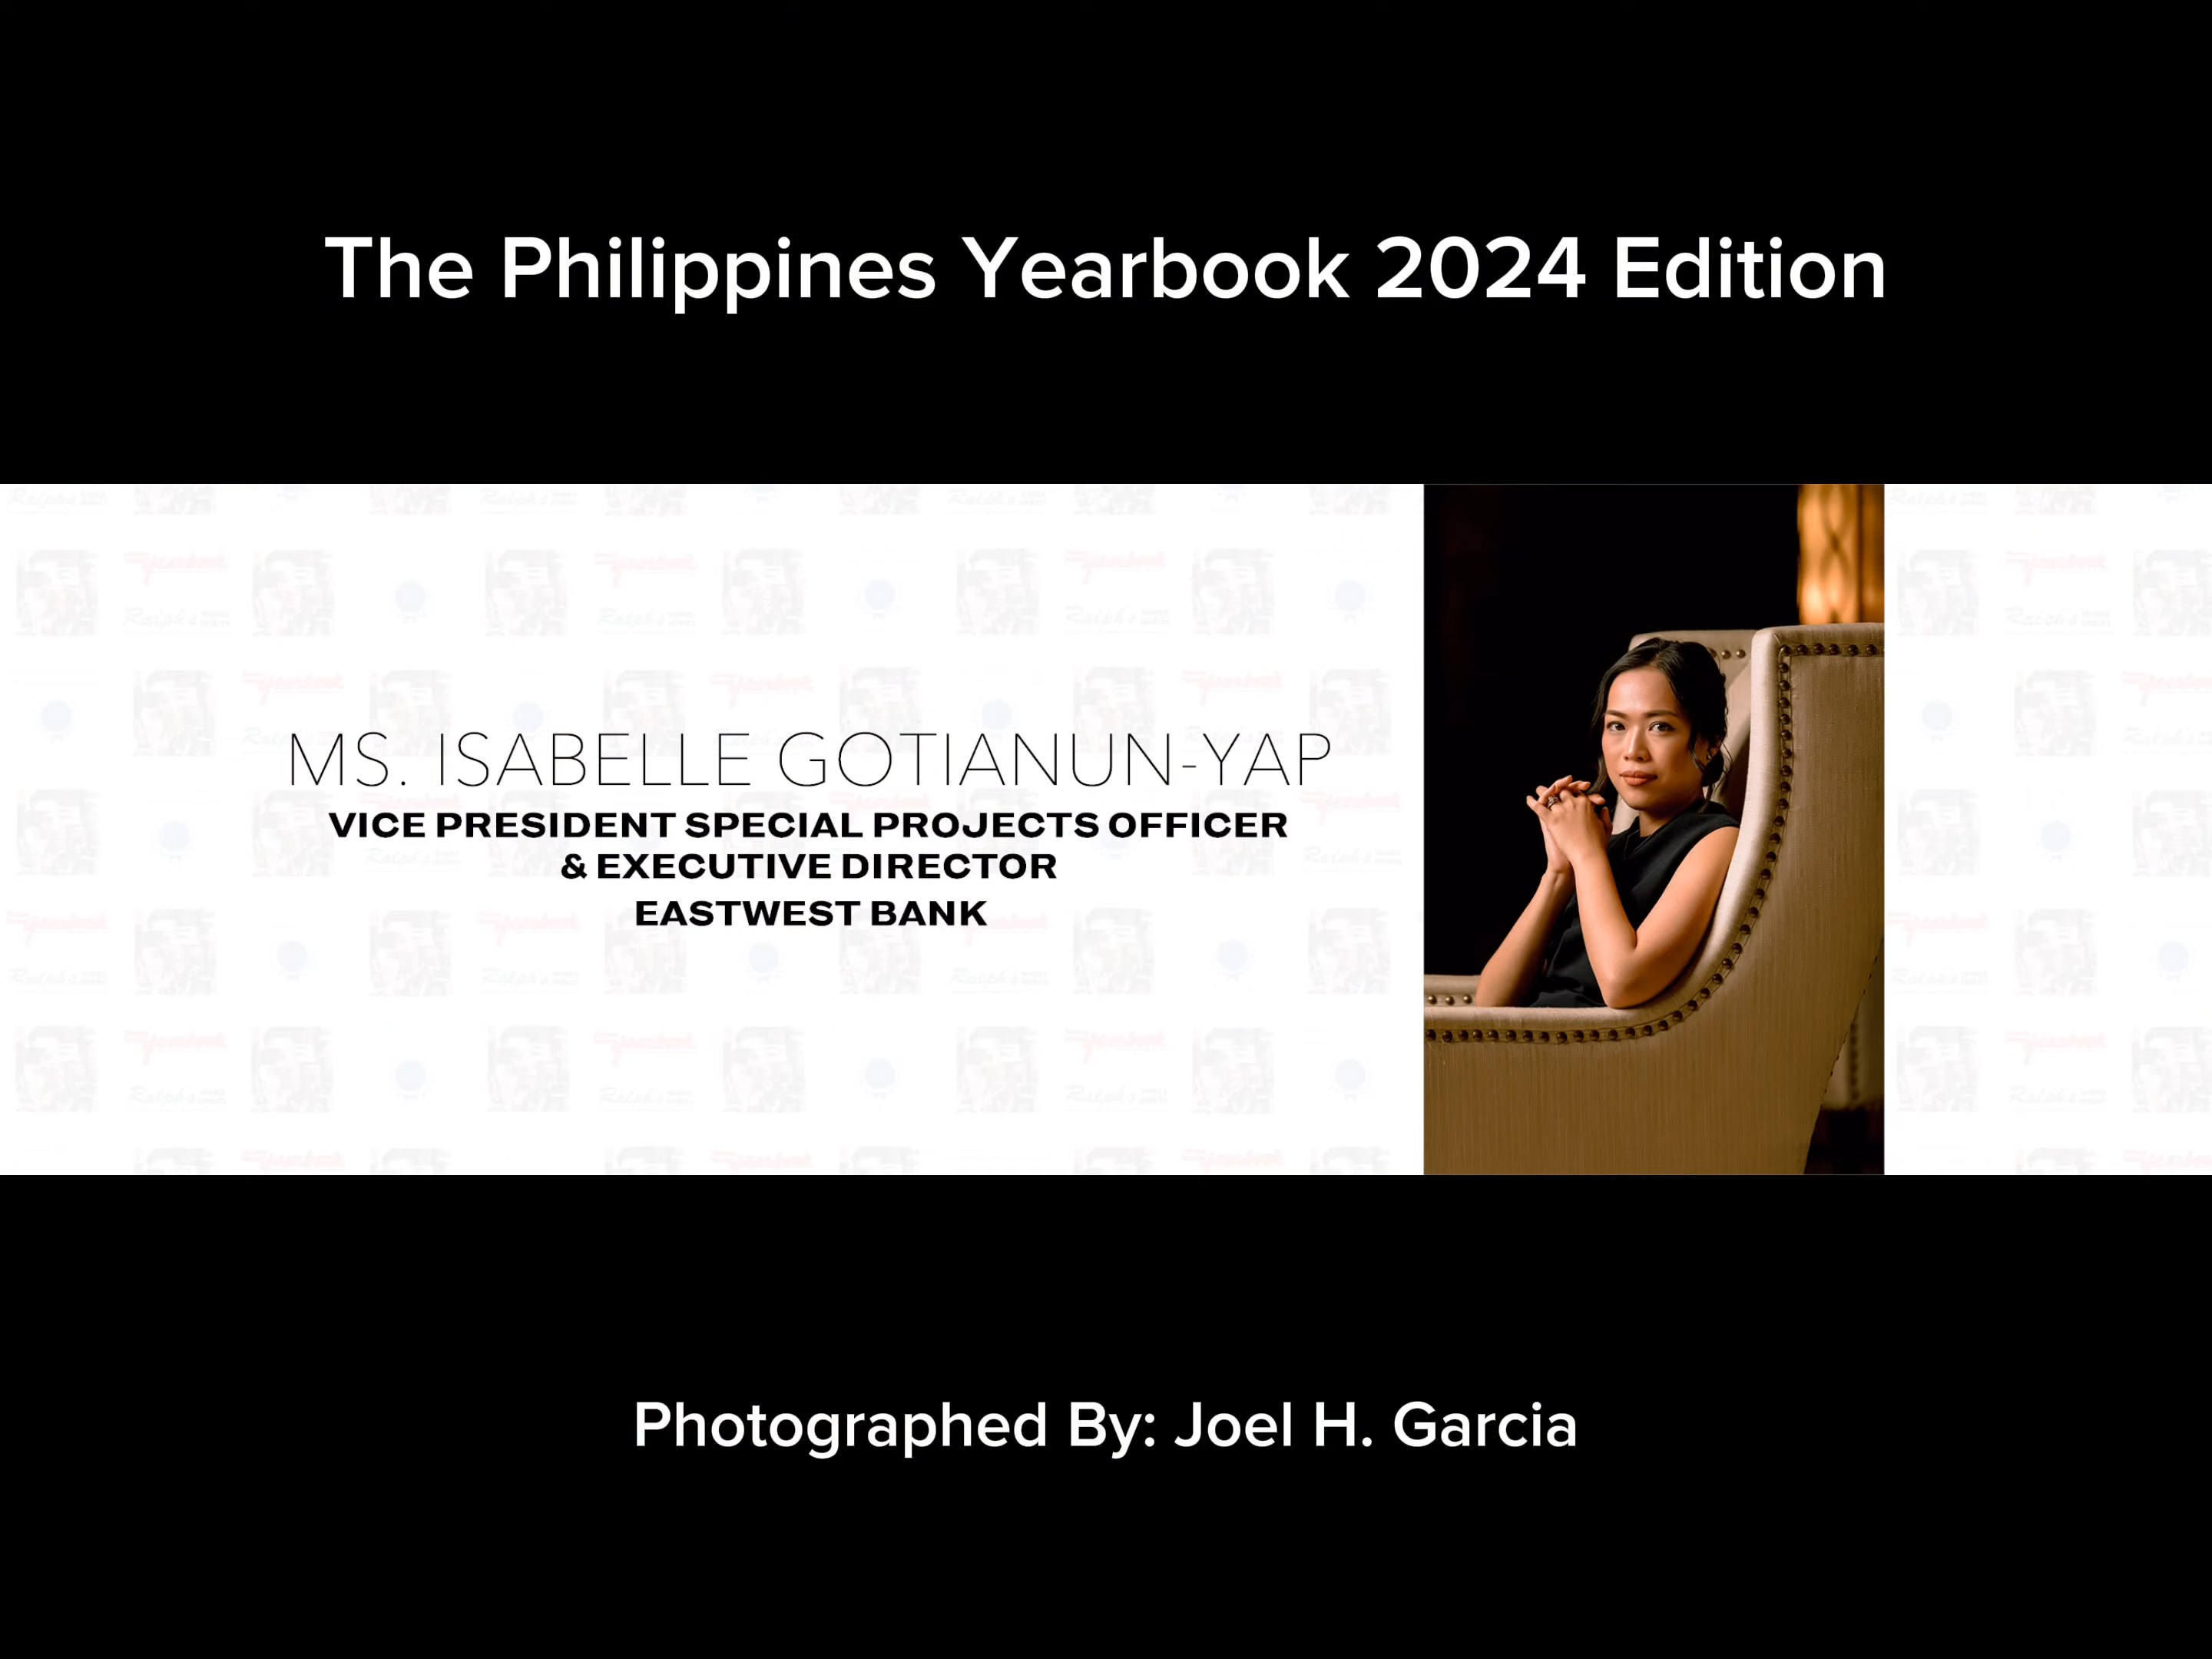 The Philippines Yearbook 2024 Edition
MS. ISABELLE GOTIANUN-YAP
VICE PRESIDENT SPECIAL PROJECTS OFFICER
& EXECUTIVE DIRECTOR
EASTWEST BANK
Photographed By: Joel H. Garcia